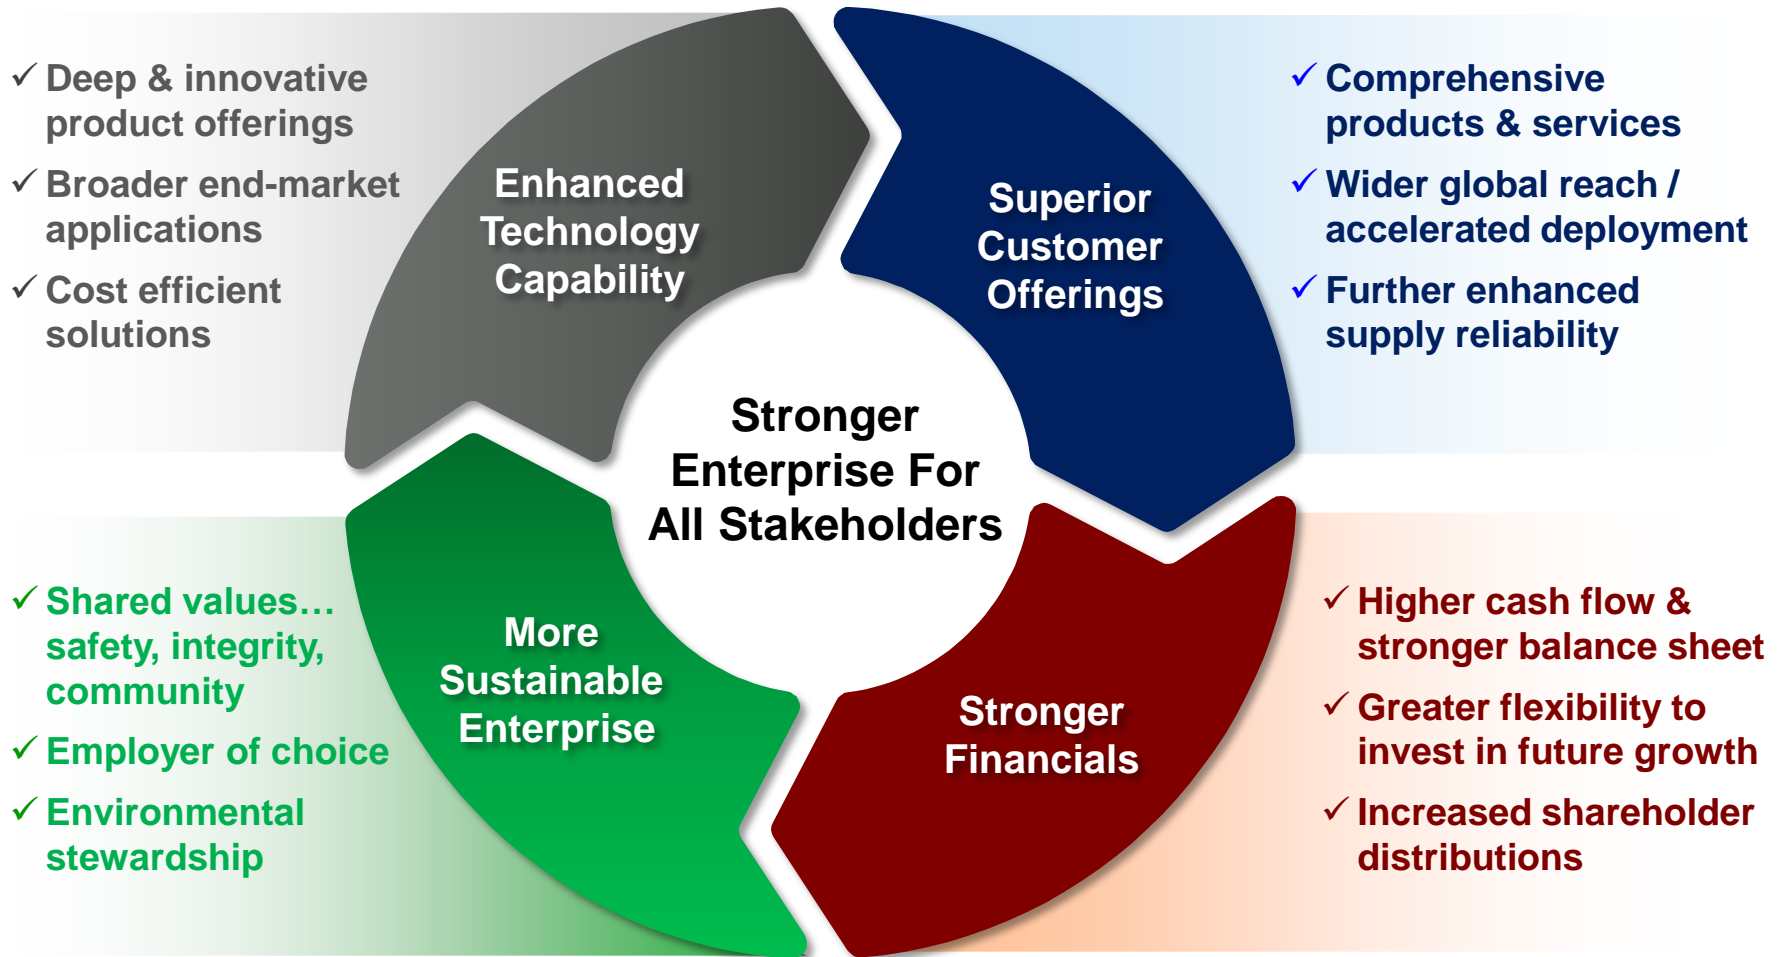 ✓ Deep & innovative
product offerings
✓ Broader end-market
applications
✓ Cost efficient
solutions
Enhanced
Technology
Capability
Superior
Customer
Offerings
✓ Comprehensive
products & services
✓ Wider global reach /
accelerated deployment
✓ Further enhanced
supply reliability
Stronger
Enterprise For
All Stakeholders
✓ Shared values…
safety, integrity,
community
✓ Employer of choice
✓ Environmental
stewardship
More
Sustainable
Enterprise
Stronger
Financials
✓ Higher cash flow &
stronger balance sheet
✓ Greater flexibility to
invest in future growth
✓ Increased shareholder
distributions